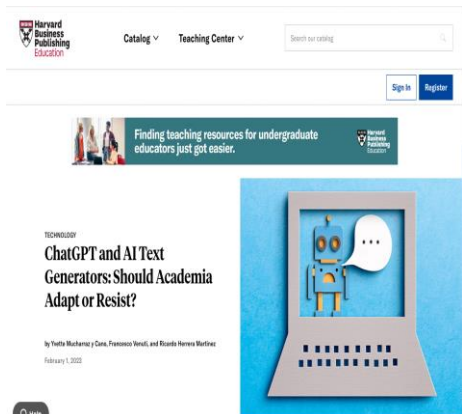 Harvard
Business
Publishing
Education
Catalog
Teaching Center
Search our catalog
Sign In
Register
Finding teaching resources for undergraduate
educators just got easier.
Harvard
Business
Publishing
Education
TECHNOLOGY
ChatGPT and AI Text
Generators: Should Academia
Adapt or Resist?
by Yvette Mucharraz y Cano, Francesco Venuti, and Ricardo Herrera Martinez
February 1, 2023
Help